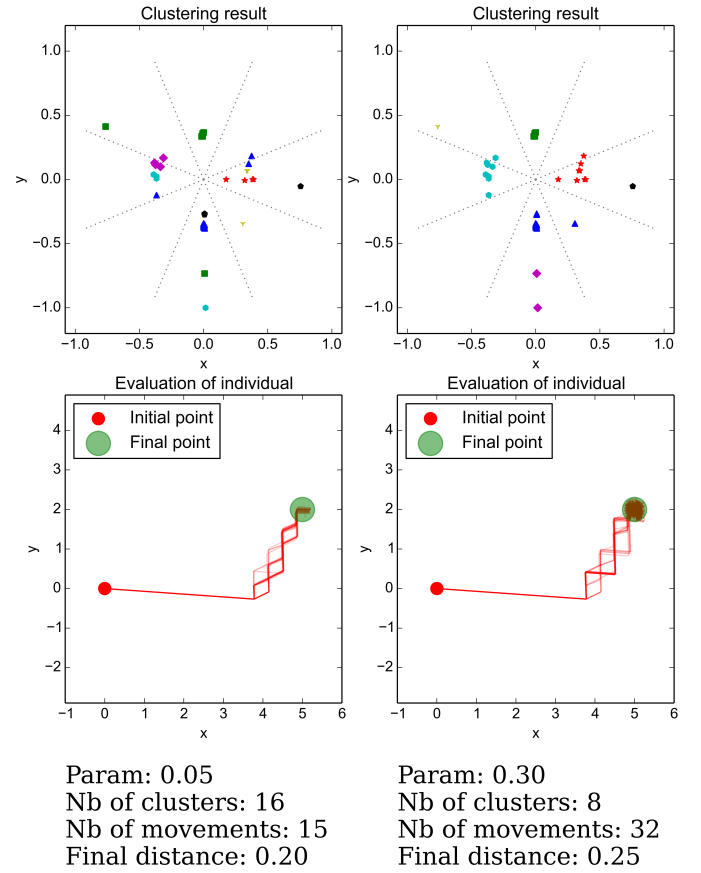 Clustering result
1.0
0.5
0.0
−0.5
−1.0
y
−1.0 −0.5 0.0 0.5 1.0
x
Clustering result
1.0
0.5
0.0
−0.5
−1.0
y
−1.0 −0.5 0.0 0.5 1.0
x
Evaluation of individual
Initial point
Final point
4
3
2
1
0
−1
−2
y
−1 0 1 2 3 4 5 6
x
Evaluation of individual
Initial point
Final point
4
3
2
1
0
−1
−2
y
−1 0 1 2 3 4 5 6
x
Param: 0.05
Nb of clusters: 16
Nb of movements: 15
Final distance: 0.20
Param: 0.30
Nb of clusters: 8
Nb of movements: 32
Final distance: 0.25